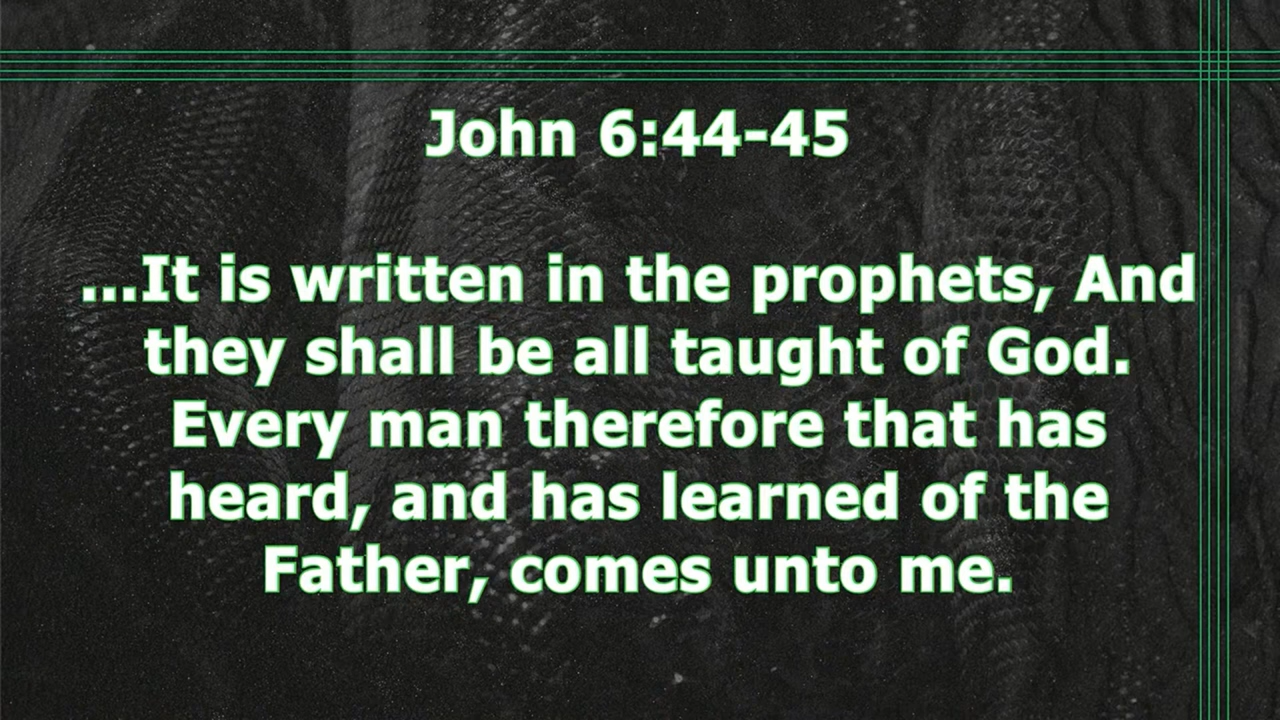 John 6:44-45
...It is written in the prophets, And
they shall be all taught of God.
Every man therefore that has
heard, and has learned of the
Father, comes unto me.